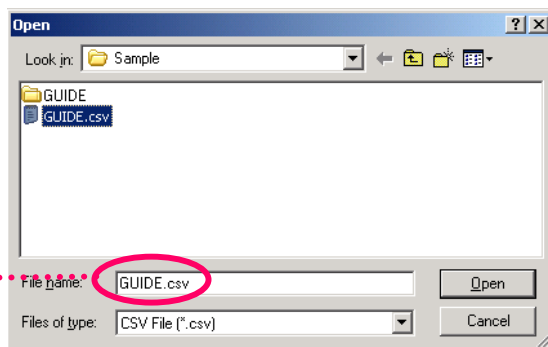 Open
Look in: Sample
GUIDE
GUIDE.csv
File name: GUIDE.csv Open
Files of type: CSV File (*.csv) Cancel